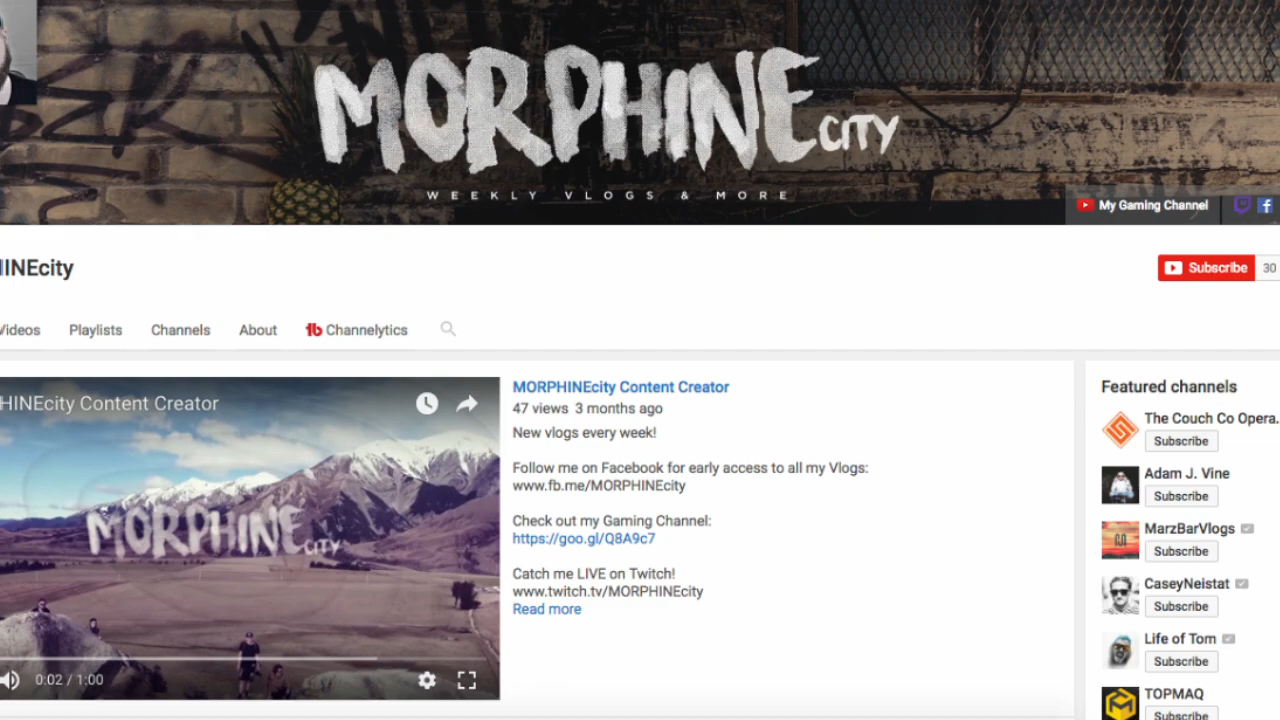 MORPHINE CITY
WEEKLY VLOGS & MORE
My Gaming Channel
INEcity
Subscribe 30
Videos Playlists Channels About Channelytics
HINEcity Content Creator
MORPHINE CITY
0:02 / 1:00
MORPHINEcity Content Creator
47 views 3 months ago
New vlogs every week!
Follow me on Facebook for early access to all my Vlogs:
www.fb.me/MORPHINEcity
Check out my Gaming Channel:
https://goo.gl/Q8A9c7
Catch me LIVE on Twitch!
www.twitch.tv/MORPHINEcity
Read more
Featured channels
The Couch Co Opera.
Subscribe
Adam J. Vine
Subscribe
MarzBarVlogs
Subscribe
CaseyNeistat
Subscribe
Life of Tom
Subscribe
TOPMAQ
Subscribe